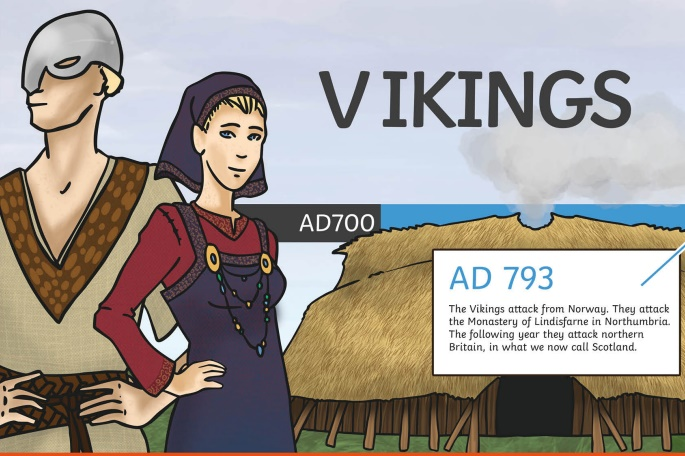 VIKINGS
AD700
AD 793
The Vikings attack from Norway. They attack
the Monastery of Lindisfarne in Northumbria.
The following year they attack northern
Britain, in what we now call Scotland.